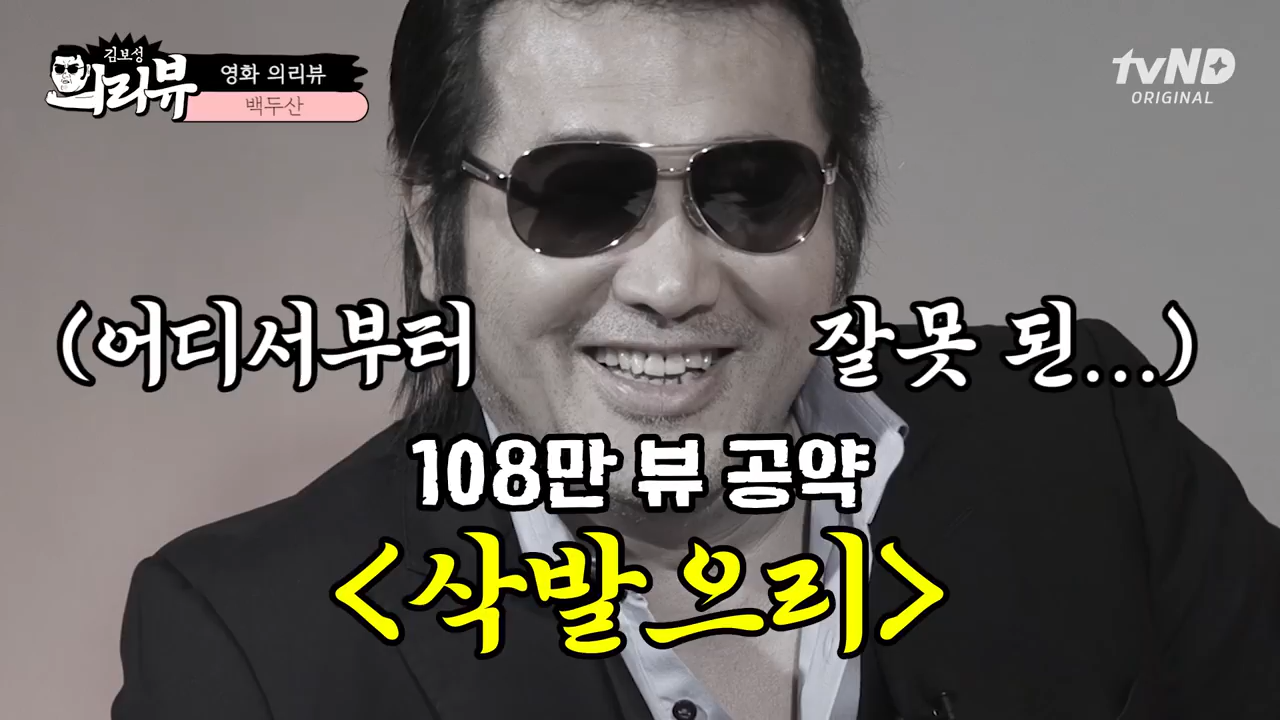 김보성
의리뷰
영화 의리뷰
백두산
tvND
ORIGINAL
(어디서부터 잘못 된...)
108만 뷰 공약
<삭발 으리>